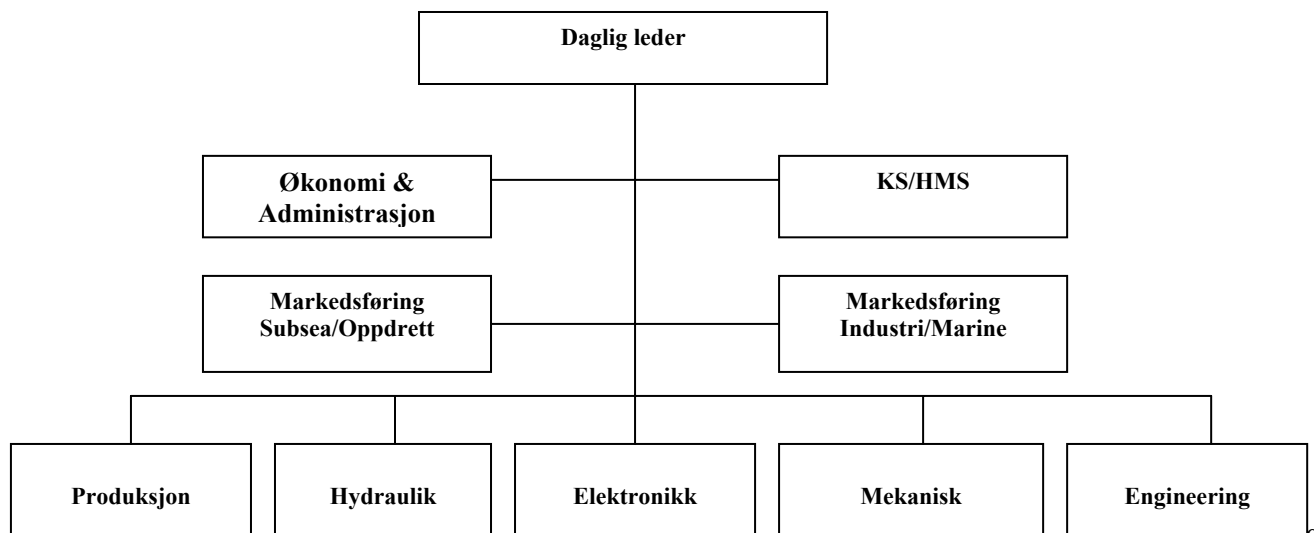 Daglig leder
Økonomi &
Administrasjon
KS/HMS
Markedsføring
Subsea/Oppdrett
Markedsføring
Industri/Marine
Produksjon
Hydraulik
Elektronikk
Mekanisk
Engineering